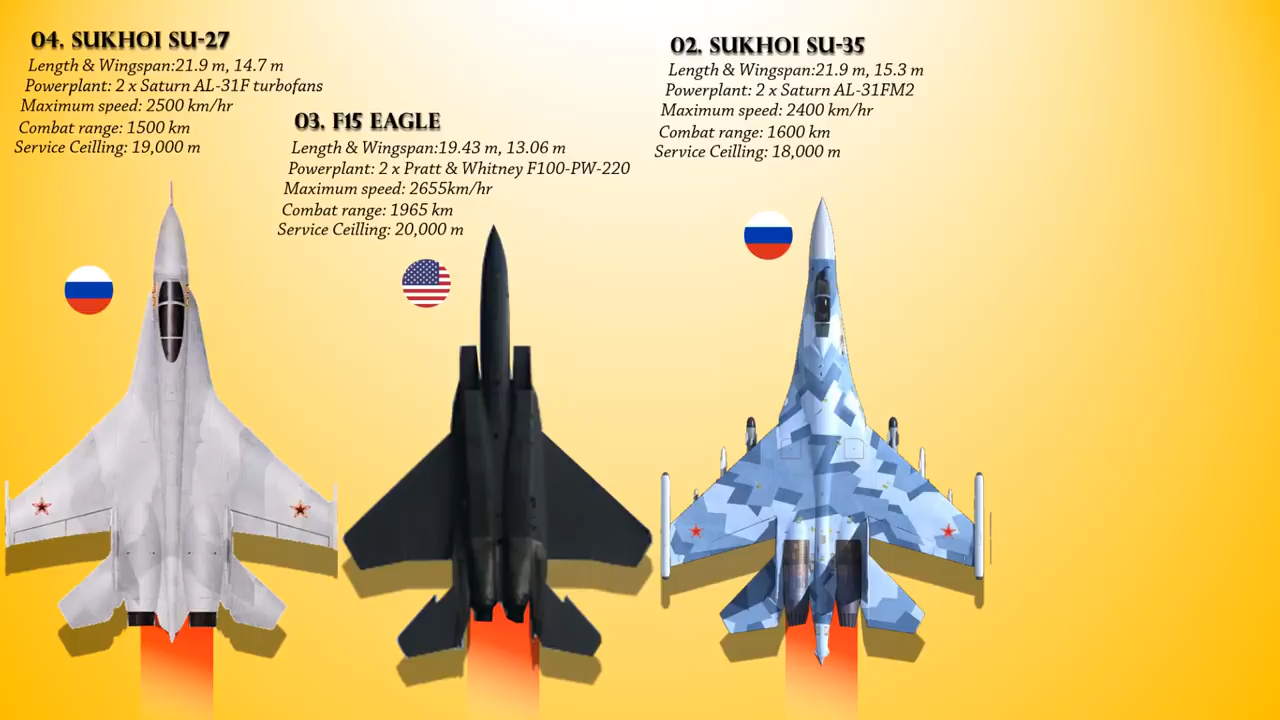 04. SUKHOI SU-27
Length & Wingspan:21.9 m, 14.7 m
Powerplant: 2 x Saturn AL-31F turbofans
Maximum speed: 2500 km/hr
Combat range: 1500 km
Service Ceilling: 19,000 m
03. F15 EAGLE
Length & Wingspan:19.43 m, 13.06 m
Powerplant: 2 x Pratt & Whitney F100-PW-220
Maximum speed: 2655km/hr
Combat range: 1965 km
Service Ceilling: 20,000 m
02. SUKHOI SU-35
Length & Wingspan:21.9 m, 15.3 m
Powerplant: 2 x Saturn AL-31FM2
Maximum speed: 2400 km/hr
Combat range: 1600 km
Service Ceilling: 18,000 m